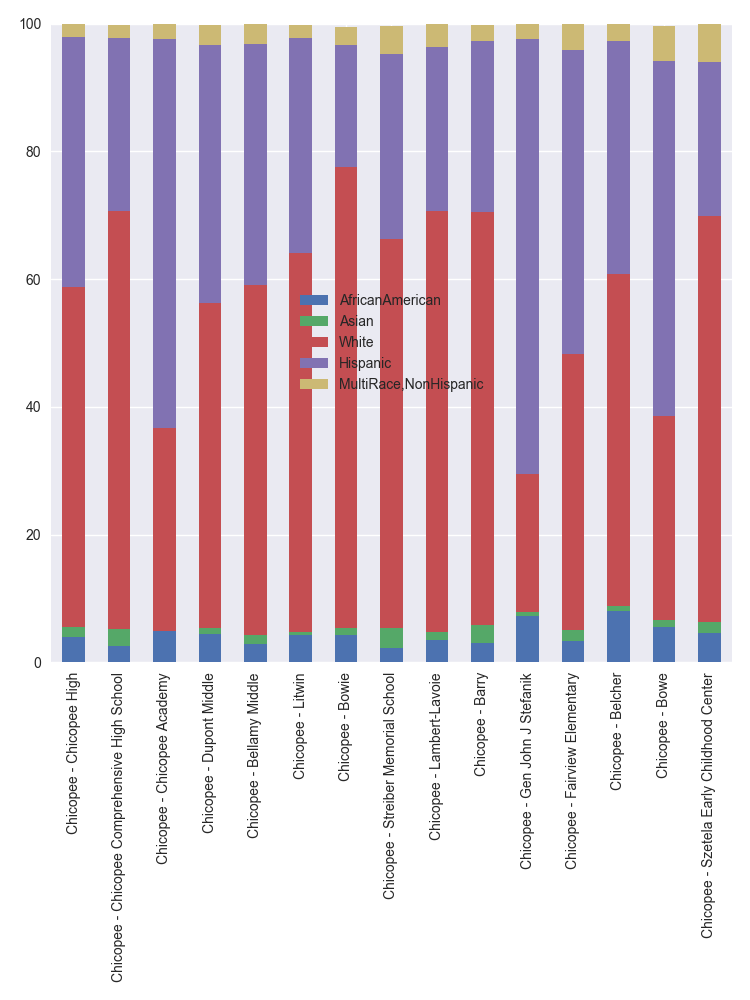 100
80
60
40
20
0
AfricanAmerican
Asian
White
Hispanic
MultiRace,NonHispanic
Chicopee - Chicopee High
Chicopee - Chicopee Comprehensive High School
Chicopee - Chicopee Academy
Chicopee - Dupont Middle
Chicopee - Bellamy Middle
Chicopee - Litwin
Chicopee - Bowie
Chicopee - Streiber Memorial School
Chicopee - Lambert-Lavoie
Chicopee - Barry
Chicopee - Gen John J Stefanik
Chicopee - Fairview Elementary
Chicopee - Belcher
Chicopee - Bowe
Chicopee - Szetela Early Childhood Center